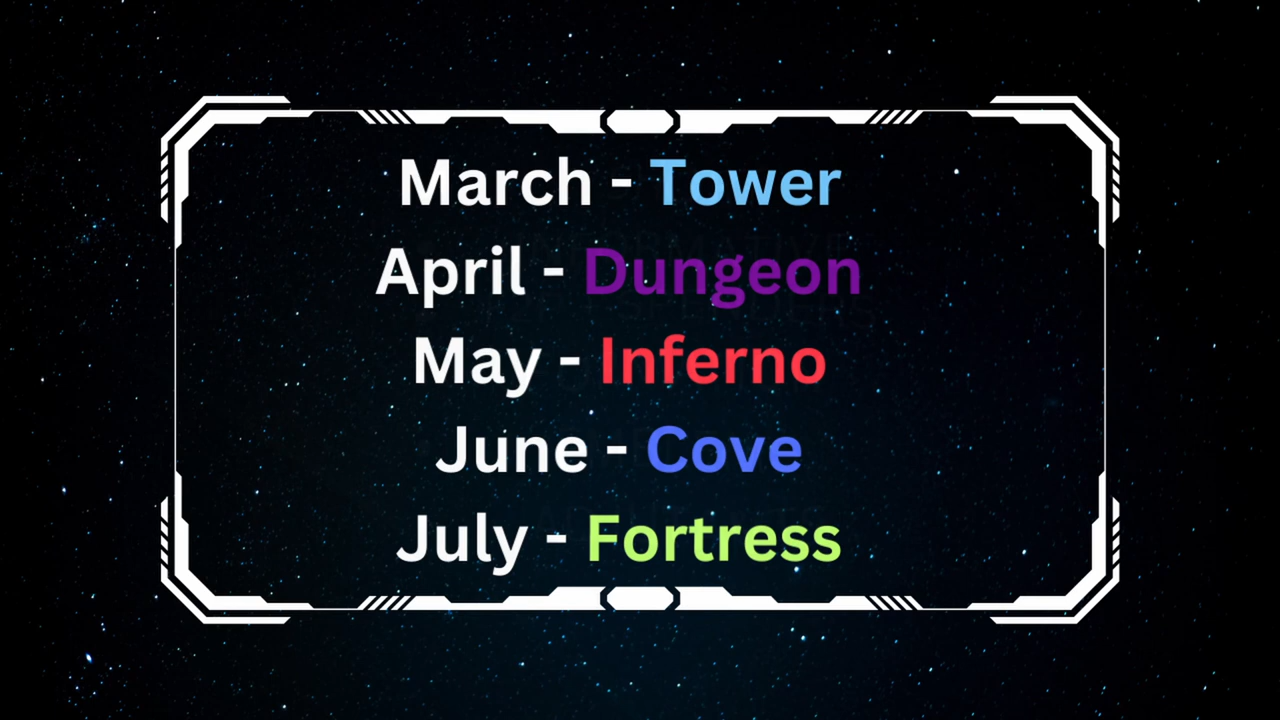 March - Tower
April - Dungeon
May - Inferno
June - Cove
July - Fortress